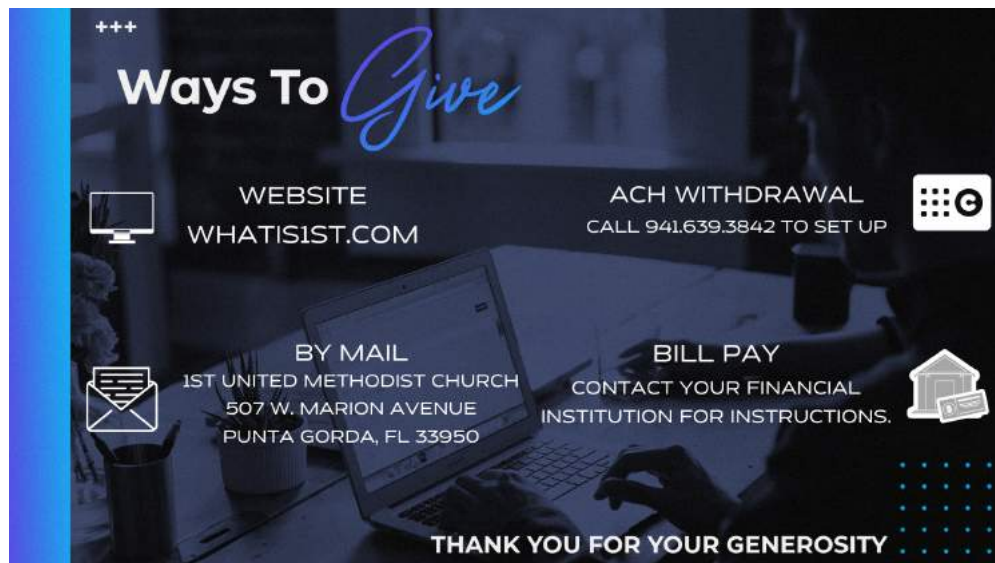 +++
Ways To Give
WEBSITE
WHATIS1ST.COM
ACH WITHDRAWAL
CALL 941.639.3842 TO SET UP
BY MAIL
1ST UNITED METHODIST CHURCH
507 W. MARION AVENUE
PUNTA GORDA, FL 33950
BILL PAY
CONTACT YOUR FINANCIAL
INSTITUTION FOR INSTRUCTIONS.
THANK YOU FOR YOUR GENEROSITY